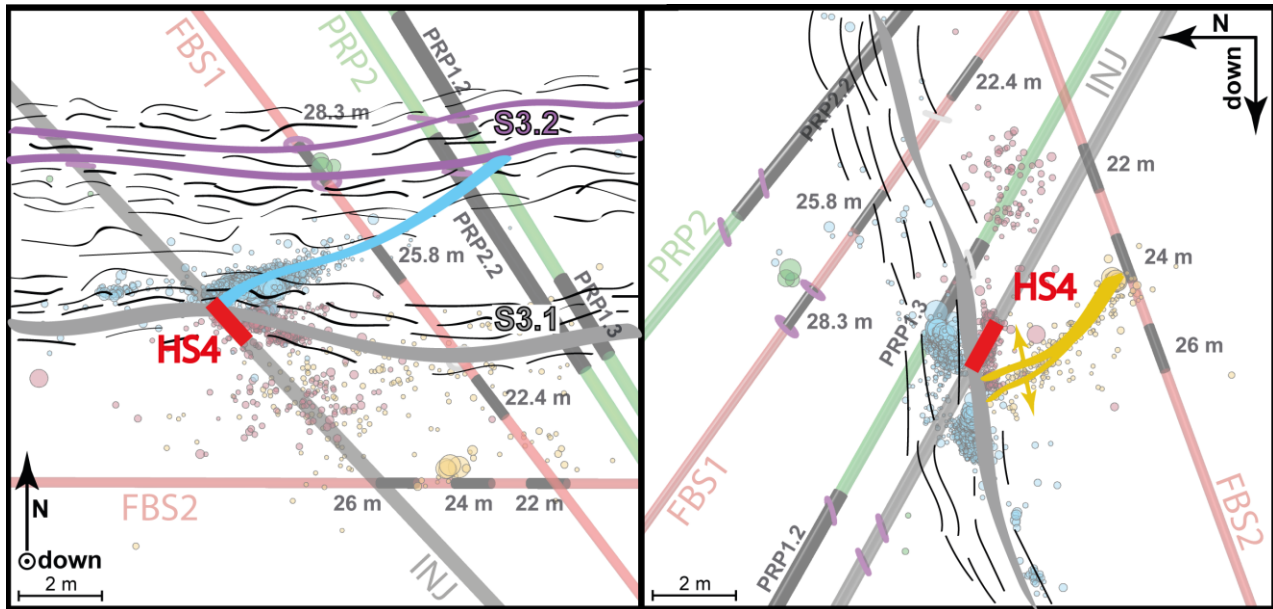 FBS1
PRP2
PRP1.2
28.3 m
S3.2
PRP2.2
25.8 m
PRP1.3
S3.1
HS4
22.4 m
FBS2
26 m
24 m
22 m
INJ
N
down
2 m
N
down
PRP2.2
22.4 m
INJ
22 m
25.8 m
PRP2
24 m
HS4
28.3 m
PRP1.3
26 m
FBS1
PRP1.2
FBS2
2 m